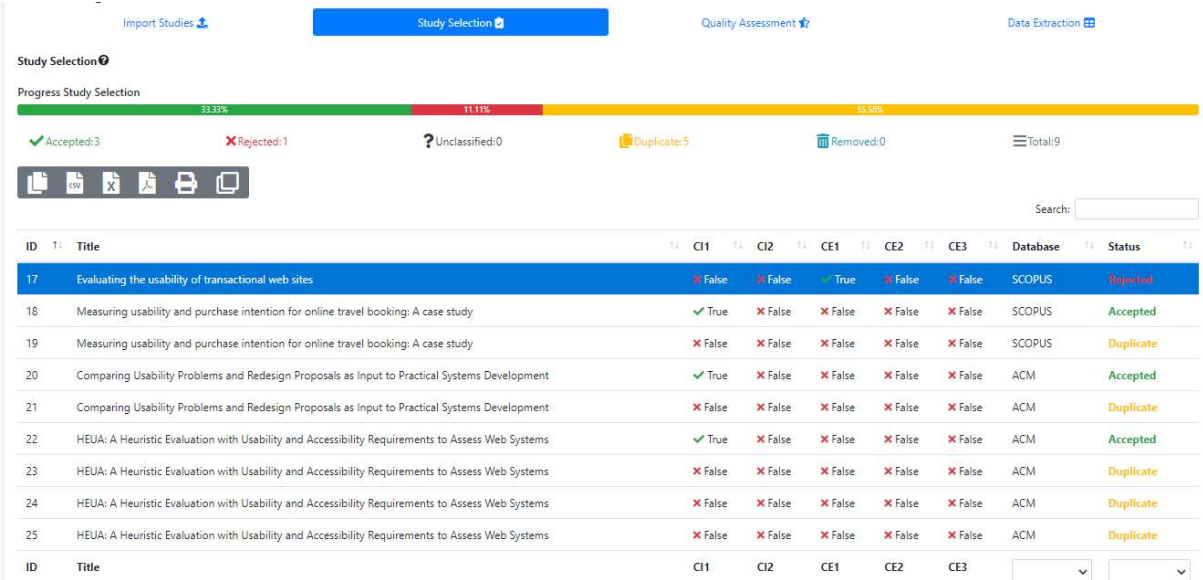 Import Studies
Study Selection
Quality Assessment
Data Extraction
Study Selection
Progress Study Selection
33.33% 11.11% 55.56%
Accepted:3 Rejected:1 Unclassified:0 Duplicate:5 Removed:0 Total:9
CSV
Search:
ID Title CI1 CI2 CE1 CE2 CE3 Database Status
17 Evaluating the usability of transactional web sites False False True False False SCOPUS Rejected
18 Measuring usability and purchase intention for online travel booking: A case study True False False False False SCOPUS Accepted
19 Measuring usability and purchase intention for online travel booking: A case study False False False False False SCOPUS Duplicate
20 Comparing Usability Problems and Redesign Proposals as Input to Practical Systems Development True False False False False ACM Accepted
21 Comparing Usability Problems and Redesign Proposals as Input to Practical Systems Development False False False False False ACM Duplicate
22 HEUA: A Heuristic Evaluation with Usability and Accessibility Requirements to Assess Web Systems True False False False False ACM Accepted
23 HEUA: A Heuristic Evaluation with Usability and Accessibility Requirements to Assess Web Systems False False False False False ACM Duplicate
24 HEUA: A Heuristic Evaluation with Usability and Accessibility Requirements to Assess Web Systems False False False False False ACM Duplicate
25 HEUA: A Heuristic Evaluation with Usability and Accessibility Requirements to Assess Web Systems False False False False False ACM Duplicate
ID Title CI1 CI2 CE1 CE2 CE3